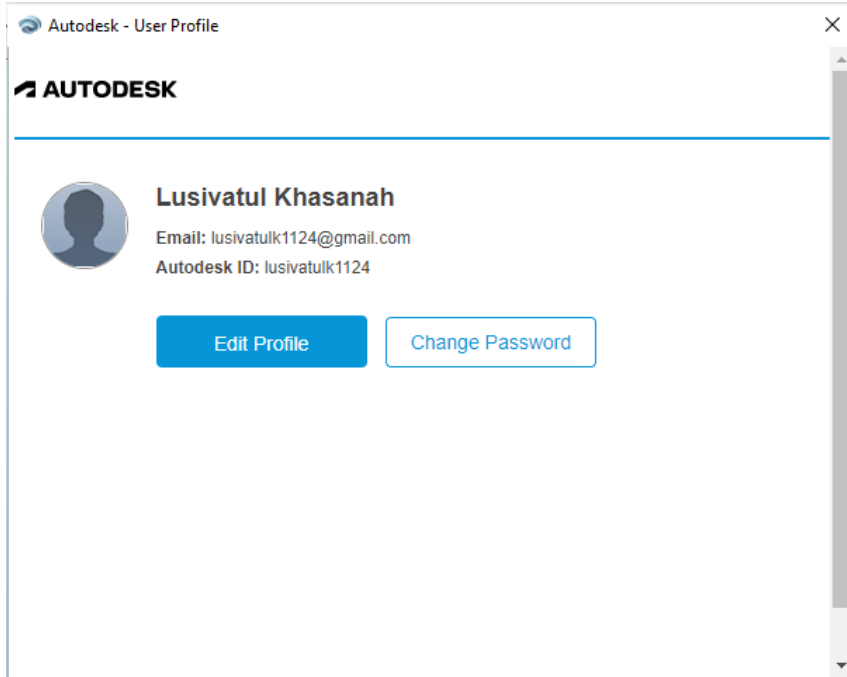 Autodesk - User Profile
AUTODESK
Lusivatul Khasanah
Email: lusivatulk1124@gmail.com
Autodesk ID: lusivatulk1124
Edit Profile
Change Password